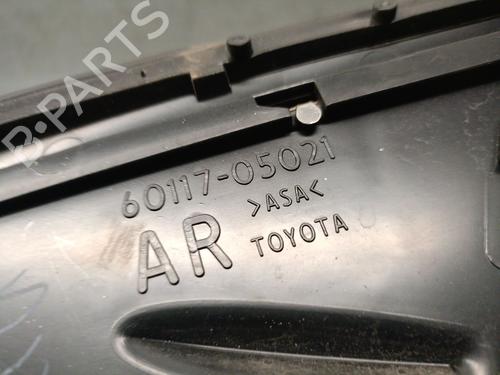 B-PARTS
60117-05021
>ASA<
AR
TOYOTA